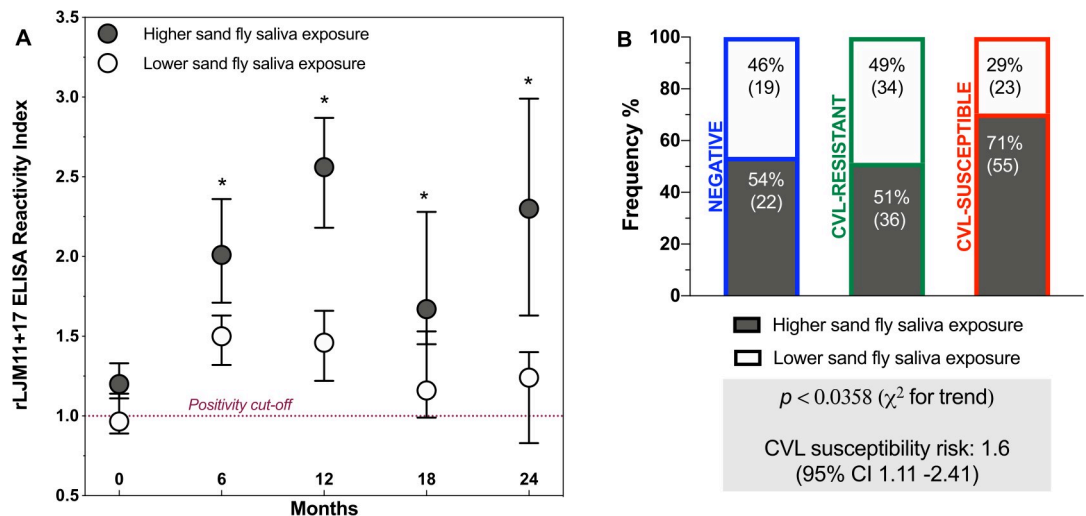 A
Higher sand fly saliva exposure
Lower sand fly saliva exposure
rLJM11+17 ELISA Reactivity Index
3.5
3.0
2.5
2.0
1.5
1.0
0.5
*
*
*
*
Positivity cut-off
0
6
12
18
24
Months
B
Frequency %
100
80
60
40
20
0
NEGATIVE
46%
(19)
54%
(22)
CVL-RESISTANT
49%
(34)
51%
(36)
CVL-SUSCEPTIBLE
29%
(23)
71%
(55)
Higher sand fly saliva exposure
Lower sand fly saliva exposure
p < 0.0358 (χ² for trend)
CVL susceptibility risk: 1.6
(95% CI 1.11 -2.41)